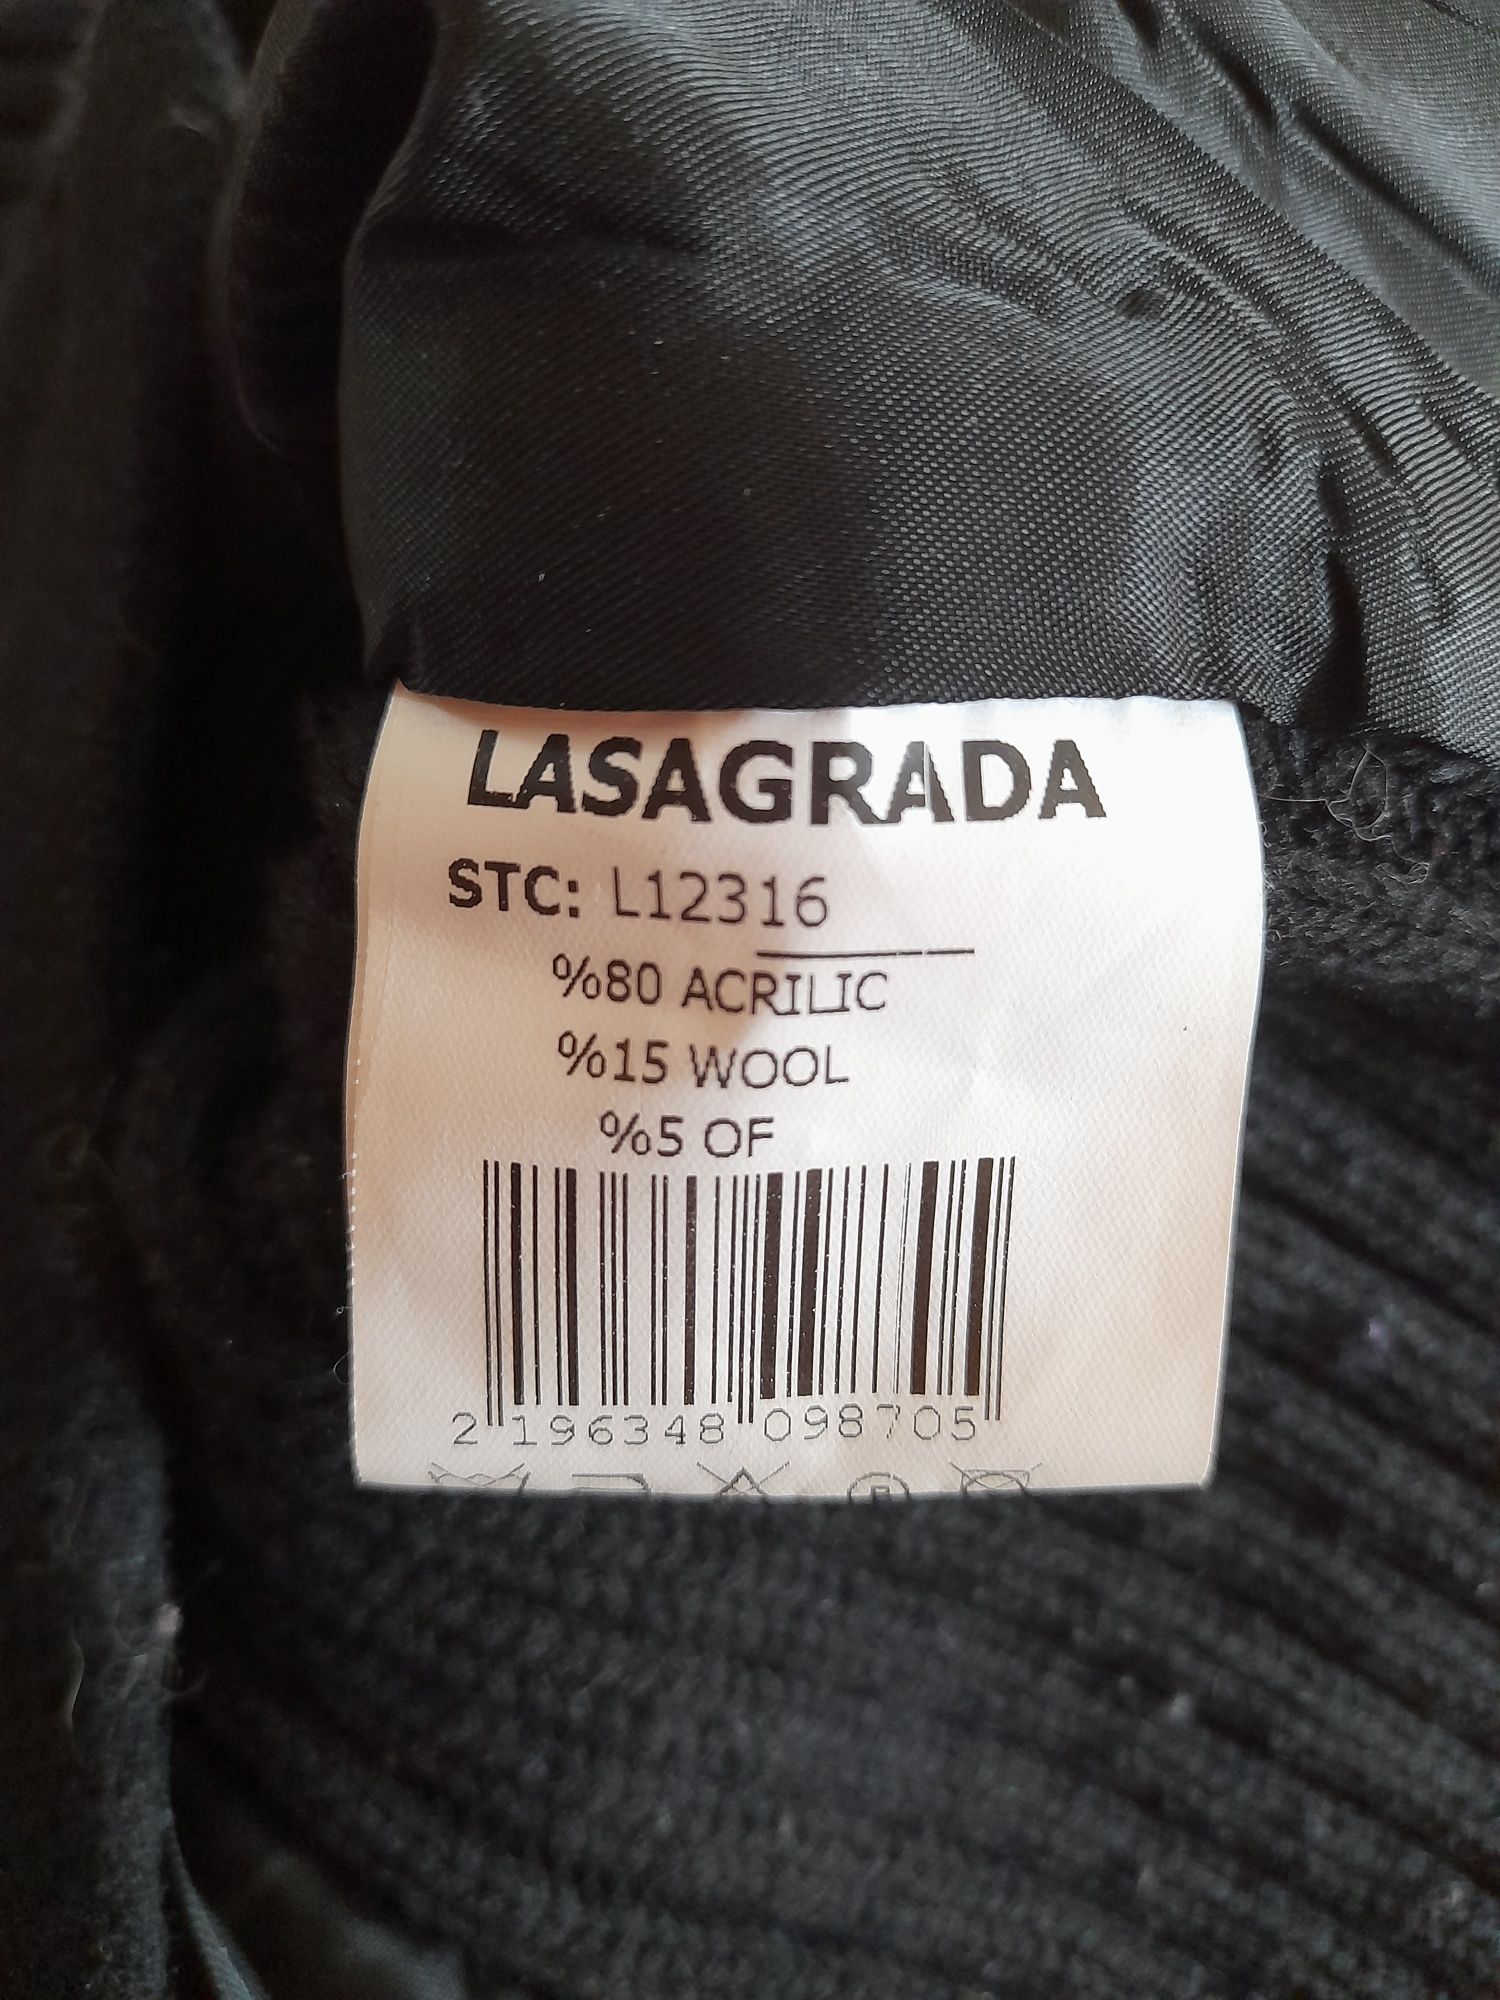 LASAGRADA
STC: L12316
%80 ACRILIC
%15 WOOL
%5 OF
2 196348 098705